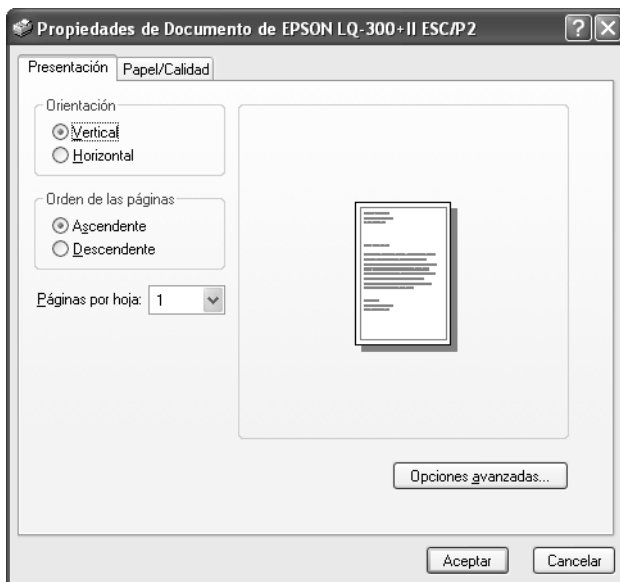 Propiedades de Documento de EPSON LQ-300+II ESC/P2
Presentación Papel/Calidad
Orientación
Vertical
Horizontal
Orden de las páginas
Ascendente
Descendente
Páginas por hoja: 1
Opciones avanzadas...
Aceptar Cancelar